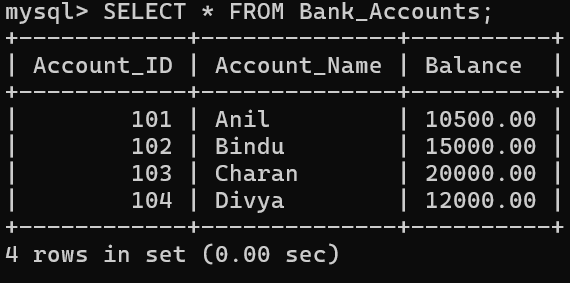 mysql> SELECT * FROM Bank_Accounts;
+------------+--------------+----------+
| Account_ID | Account_Name | Balance  |
+------------+--------------+----------+
|        101 | Anil         | 10500.00 |
|        102 | Bindu        | 15000.00 |
|        103 | Charan       | 20000.00 |
|        104 | Divya        | 12000.00 |
+------------+--------------+----------+
4 rows in set (0.00 sec)